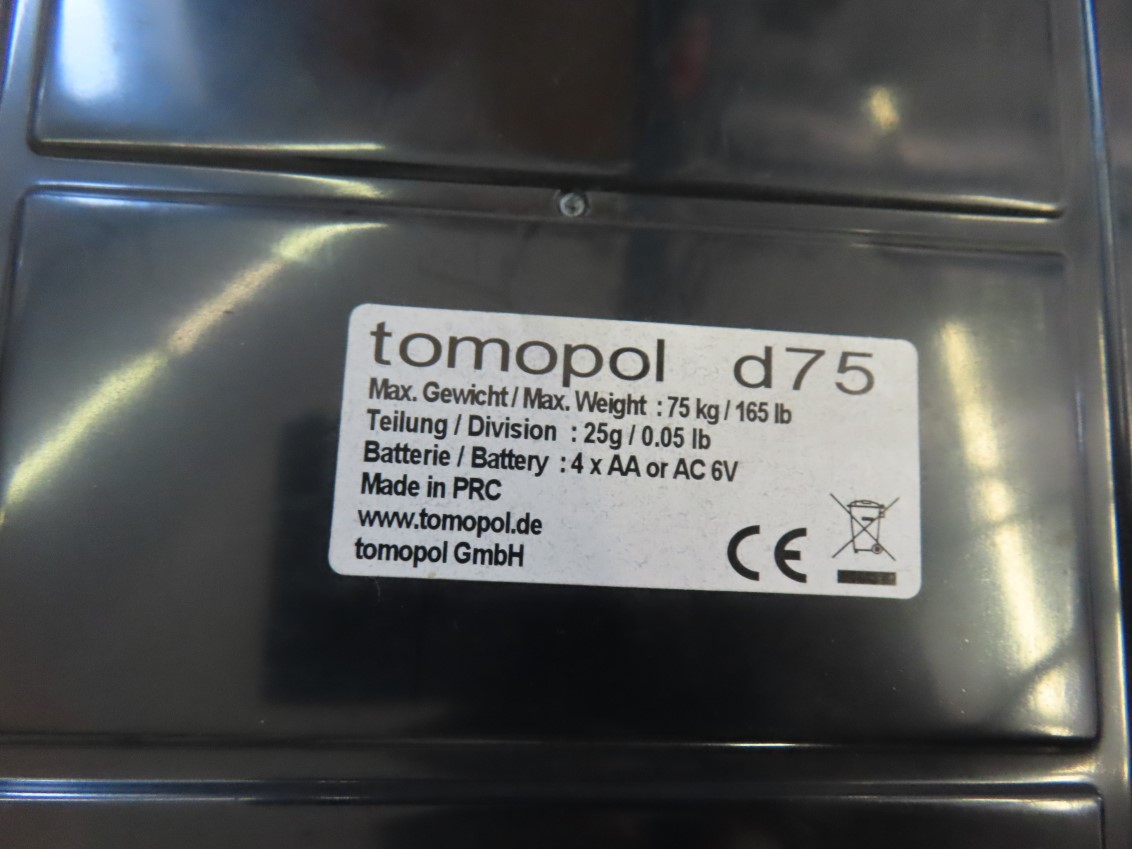 tomopol d75
Max. Gewicht / Max. Weight : 75 kg / 165 lb
Teilung / Division : 25g / 0.05 lb
Batterie / Battery : 4 x AA or AC 6V
Made in PRC
www.tomopol.de
tomopol GmbH
CE